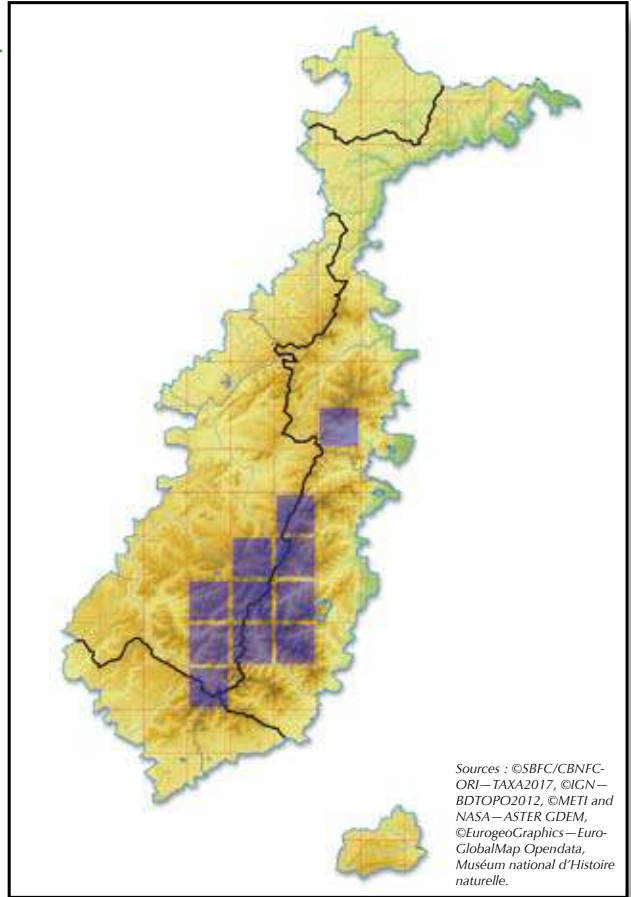 Sources : ©SBFC/CBNFC-
ORI—TAXA2017, ©IGN—
BDTOPO2012, ©METI and
NASA—ASTER GDEM,
©EurogeoGraphics—Euro-
GlobalMap Opendata,
Muséum national d’Histoire
naturelle.